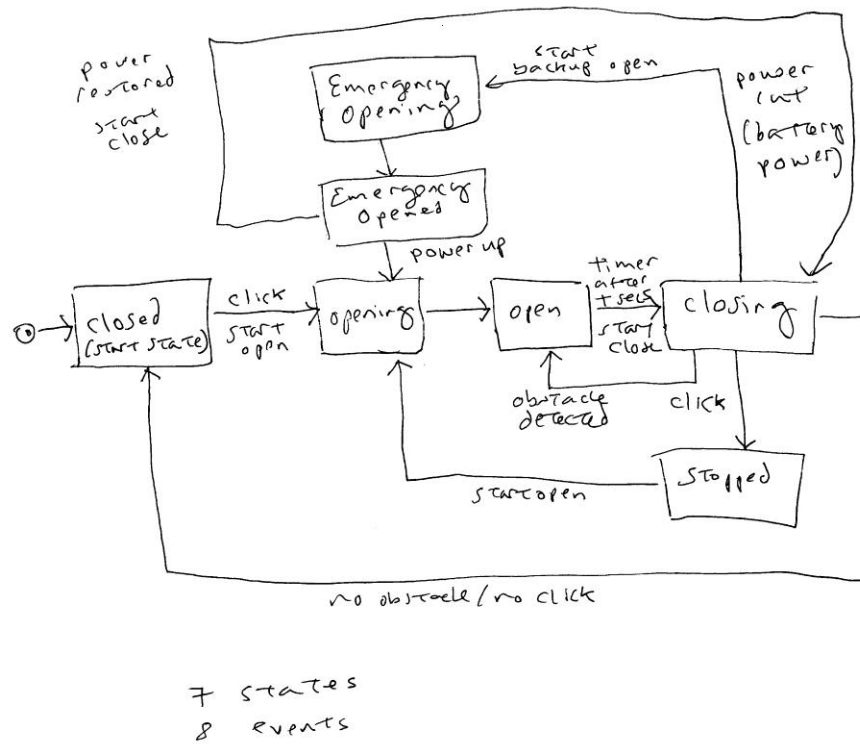 power
restored
start
close
Emergency
Opening
start
backup open
power
cut
(battery
power)
Emergency
Opened
power up
closed
(start state)
click
start
open
opening
open
timer
after
t secs
start
close
closing
obstacle
detected
click
stopped
start open
no obstacle / no click
7 states
8 events